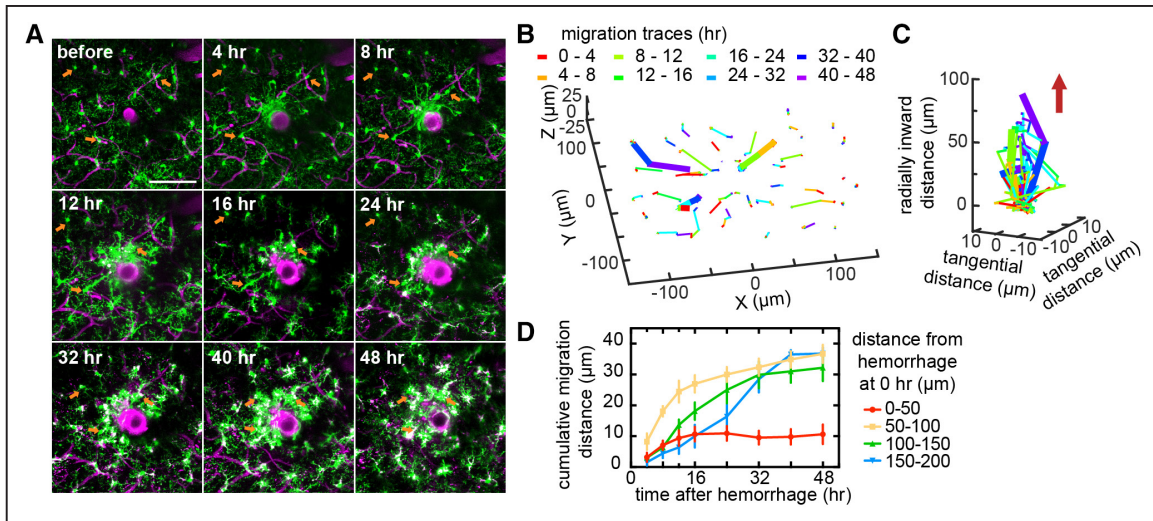 A
before
4 hr
8 hr
12 hr
16 hr
24 hr
32 hr
40 hr
48 hr
B
migration traces (hr)
0 - 4
8 - 12
16 - 24
32 - 40
4 - 8
12 - 16
24 - 32
40 - 48
Z (µm)
25
0
-25
Y (µm)
100
0
-100
X (µm)
-100
0
100
C
radially inward
distance (µm)
100
50
0
10
0
-10
tangential
distance (µm)
-10
0
10
tangential
distance (µm)
D
cumulative migration
distance (µm)
40
30
20
10
0
0
16
32
48
time after hemorrhage (hr)
distance from
hemorrhage
at 0 hr (µm)
0-50
50-100
100-150
150-200